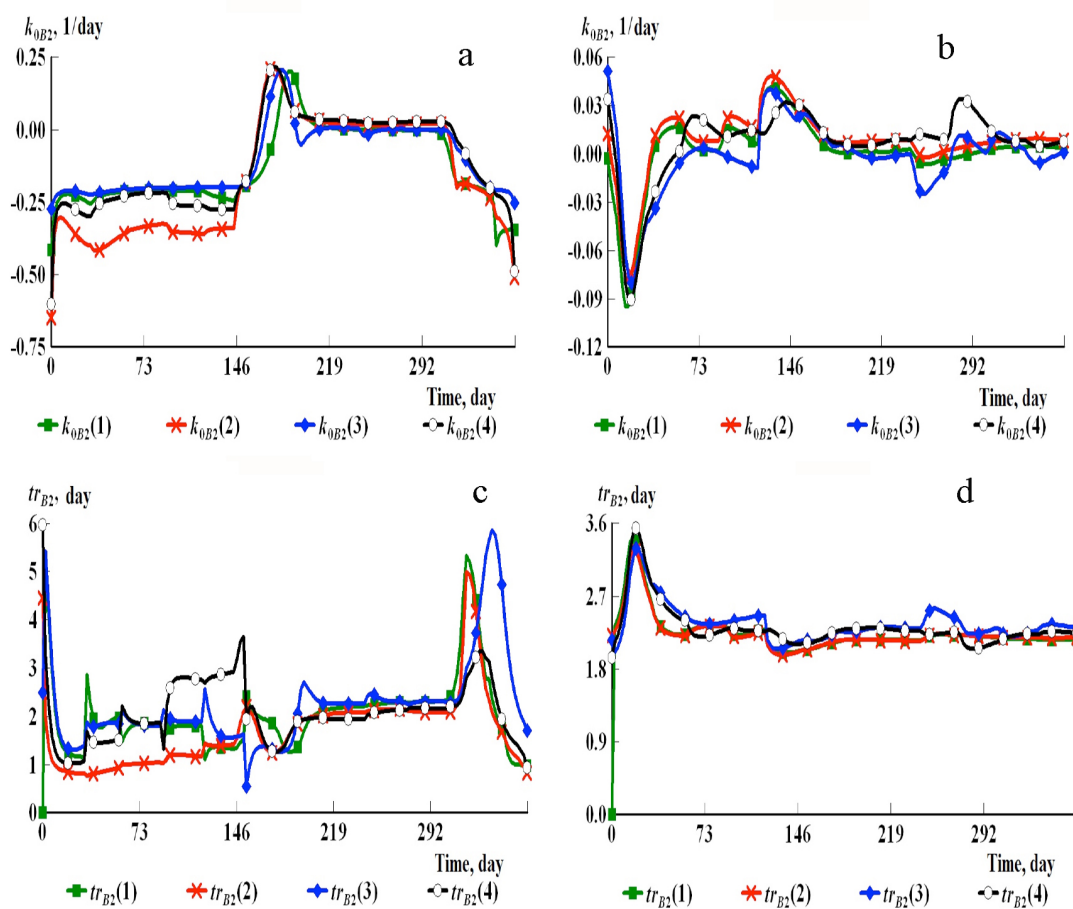 k0B2, 1/day
a
0.25
0.00
-0.25
-0.50
-0.75
0 73 146 219 292
Time, day
k0B2(1) k0B2(2) k0B2(3) k0B2(4)
k0B2, 1/day
b
0.06
0.03
0.00
-0.03
-0.06
-0.09
-0.12
0 73 146 219 292
Time, day
k0B2(1) k0B2(2) k0B2(3) k0B2(4)
trB2, day
c
6
5
4
3
2
1
0
0 73 146 219 292
Time, day
trB2(1) trB2(2) trB2(3) trB2(4)
trB2, day
d
3.6
2.7
1.8
0.9
0.0
0 73 146 219 292
Time, day
trB2(1) trB2(2) trB2(3) trB2(4)